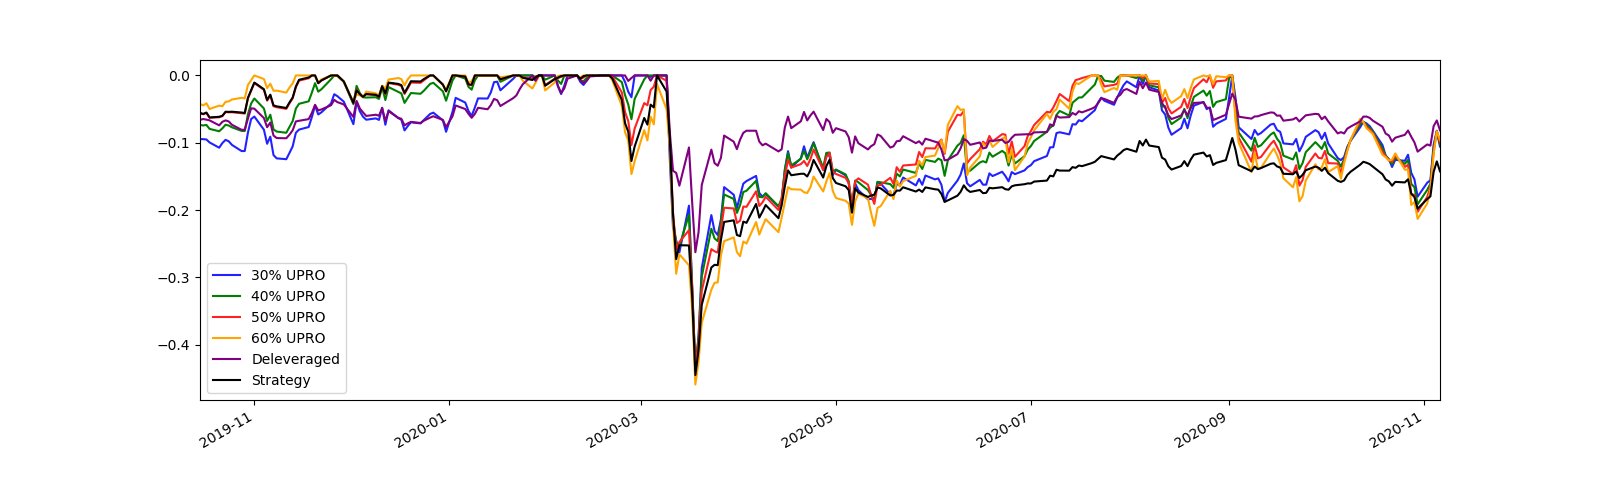 0.0
−0.1
−0.2
−0.3
−0.4
30% UPRO
40% UPRO
50% UPRO
60% UPRO
Deleveraged
Strategy
2019-11
2020-01
2020-03
2020-05
2020-07
2020-09
2020-11